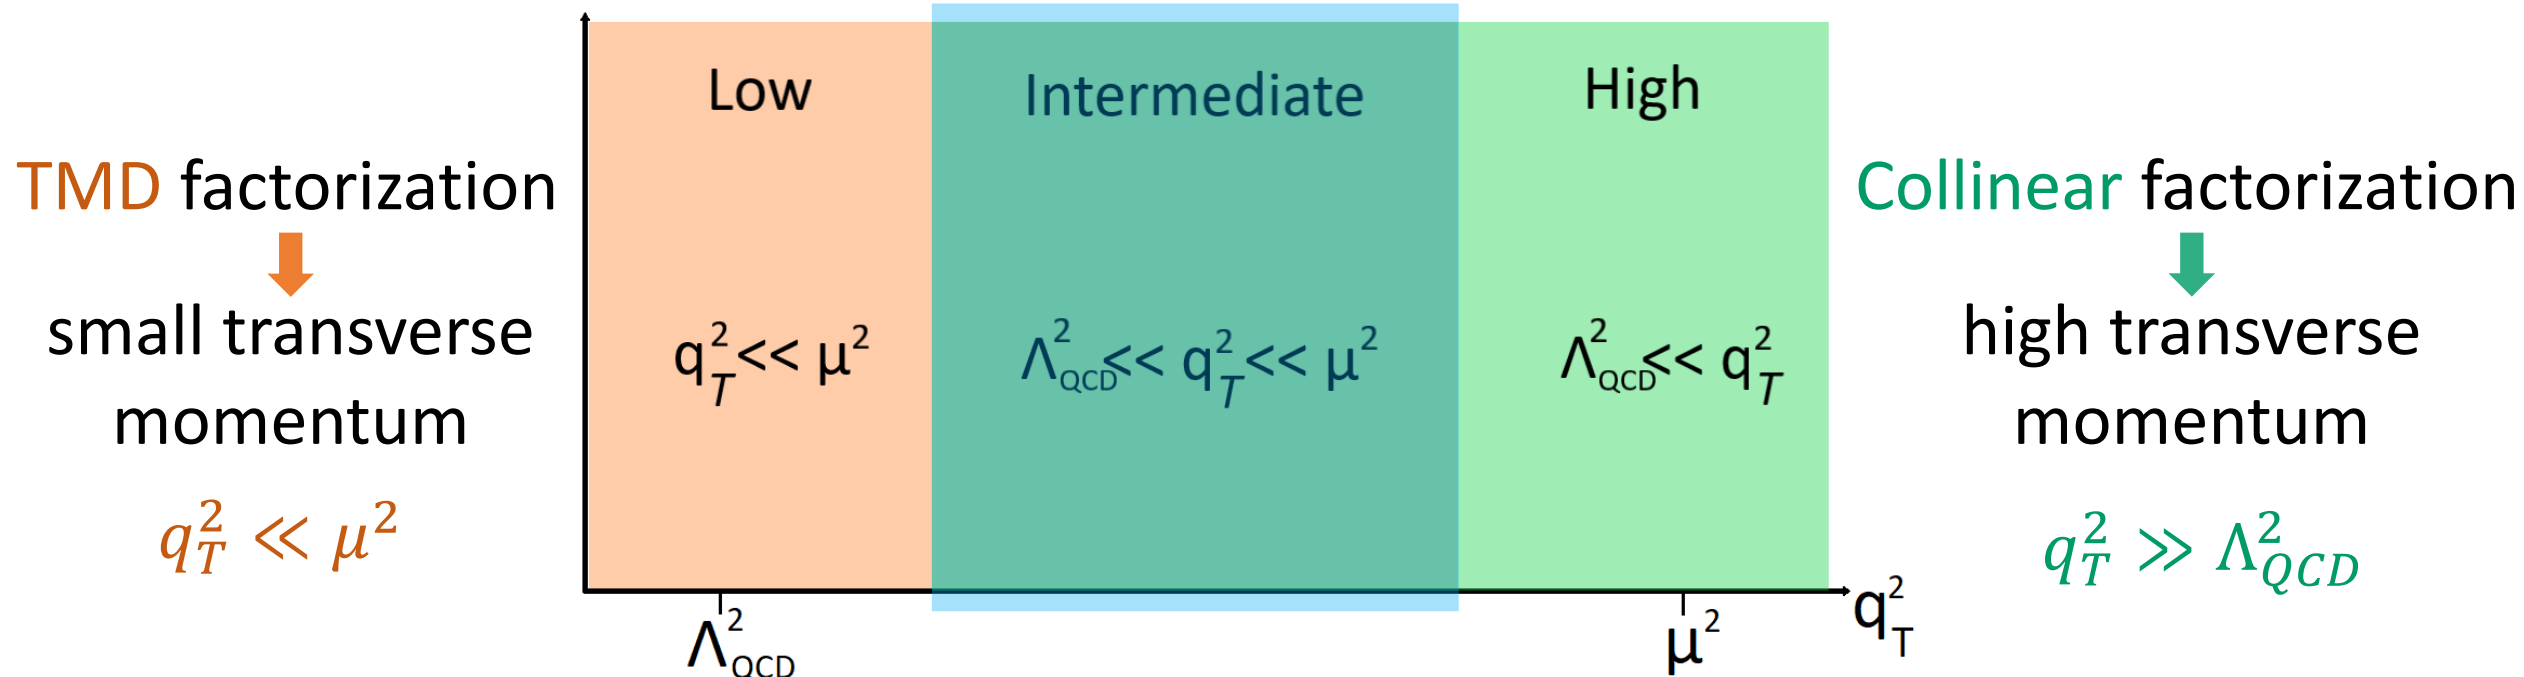 TMD factorization
small transverse
momentum
q_T^2 ≪ μ^2
Low
Intermediate
High
q_T^2 << μ^2
Λ_QCD^2 << q_T^2 << μ^2
Λ_QCD^2 << q_T^2
Λ_QCD^2
μ^2
q_T^2
Collinear factorization
high transverse
momentum
q_T^2 ≫ Λ_QCD^2